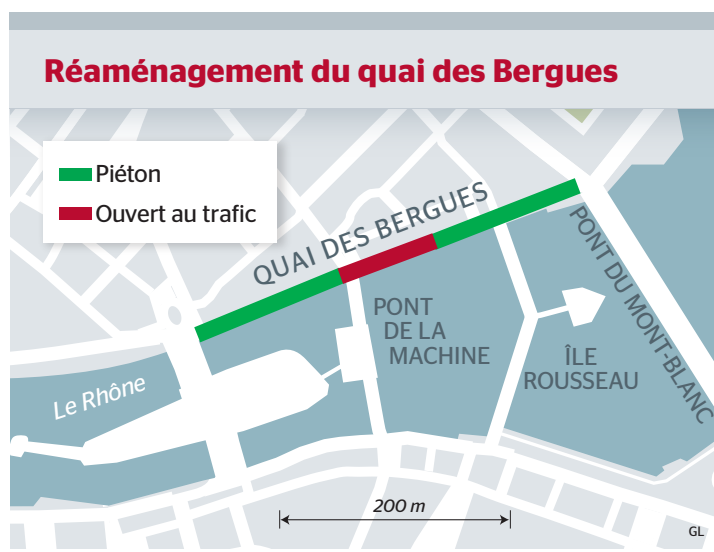 Réaménagement du quai des Bergues
Piéton
Ouvert au trafic
QUAI DES BERGUES
PONT DU MONT-BLANC
PONT
DE LA
MACHINE
ÎLE
ROUSSEAU
Le Rhône
200 m
GL